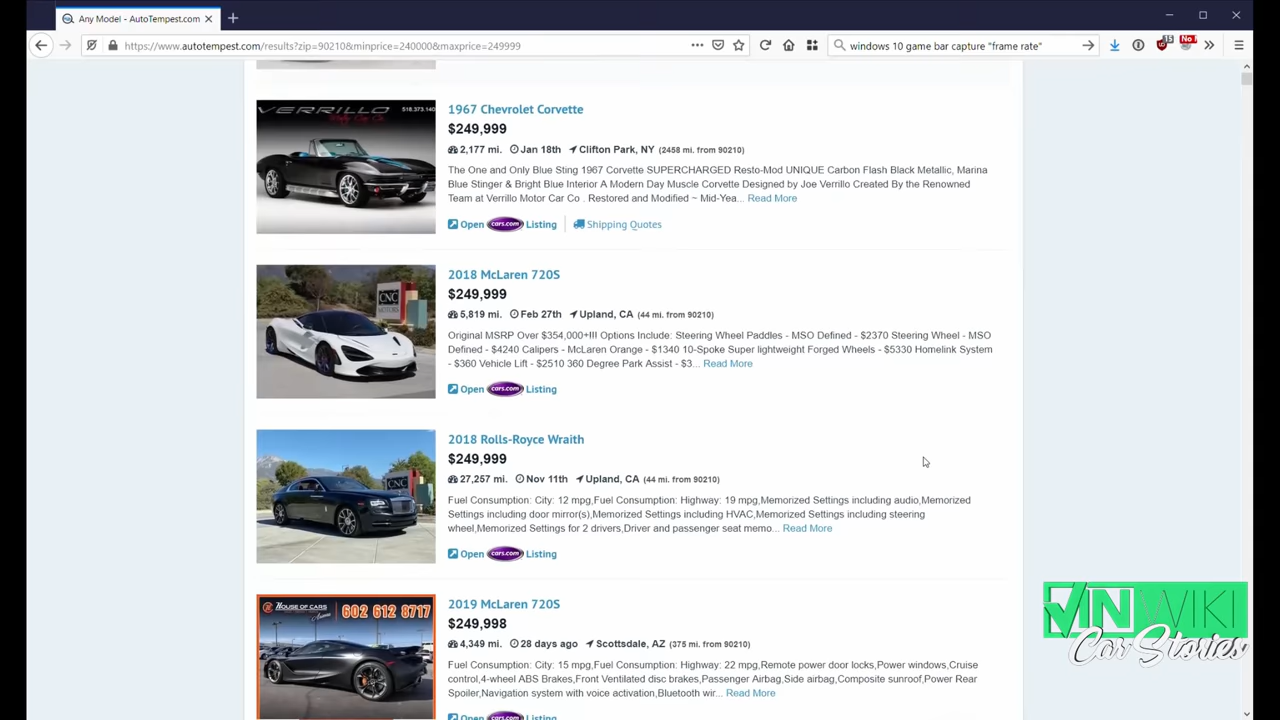 Any Model - AutoTempest.com
https://www.autotempest.com/results?zip=90210&minprice=240000&maxprice=249999
windows 10 game bar capture "frame rate"
15
No !
VERRILLO
518.373.140
1967 Chevrolet Corvette
$249,999
2,177 mi. Jan 18th Clifton Park, NY (2458 mi. from 90210)
The One and Only Blue Sting 1967 Corvette SUPERCHARGED Resto-Mod UNIQUE Carbon Flash Black Metallic, Marina
Blue Stinger & Bright Blue Interior A Modern Day Muscle Corvette Designed by Joe Verrillo Created By the Renowned
Team at Verrillo Motor Car Co . Restored and Modified ~ Mid-Yea... Read More
Open cars.com Listing Shipping Quotes
CNC
MOTORS
2018 McLaren 720S
$249,999
5,819 mi. Feb 27th Upland, CA (44 mi. from 90210)
Original MSRP Over $354,000+!!! Options Include: Steering Wheel Paddles - MSO Defined - $2370 Steering Wheel - MSO
Defined - $4240 Calipers - McLaren Orange - $1340 10-Spoke Super lightweight Forged Wheels - $5330 Homelink System
- $360 Vehicle Lift - $2510 360 Degree Park Assist - $3... Read More
Open cars.com Listing
CNC
2018 Rolls-Royce Wraith
$249,999
27,257 mi. Nov 11th Upland, CA (44 mi. from 90210)
Fuel Consumption: City: 12 mpg,Fuel Consumption: Highway: 19 mpg,Memorized Settings including audio,Memorized
Settings including door mirror(s),Memorized Settings including HVAC,Memorized Settings including steering
wheel,Memorized Settings for 2 drivers,Driver and passenger seat memo... Read More
Open cars.com Listing
HOUSE OF CARS
602 612 8717
2019 McLaren 720S
$249,998
4,349 mi. 28 days ago Scottsdale, AZ (375 mi. from 90210)
Fuel Consumption: City: 15 mpg,Fuel Consumption: Highway: 22 mpg,Remote power door locks,Power windows,Cruise
control,4-wheel ABS Brakes,Front Ventilated disc brakes,Passenger Airbag,Side airbag,Composite sunroof,Power Rear
Spoiler,Navigation system with voice activation,Bluetooth wir... Read More
Open cars.com Listing
VINWIKI
Car Stories